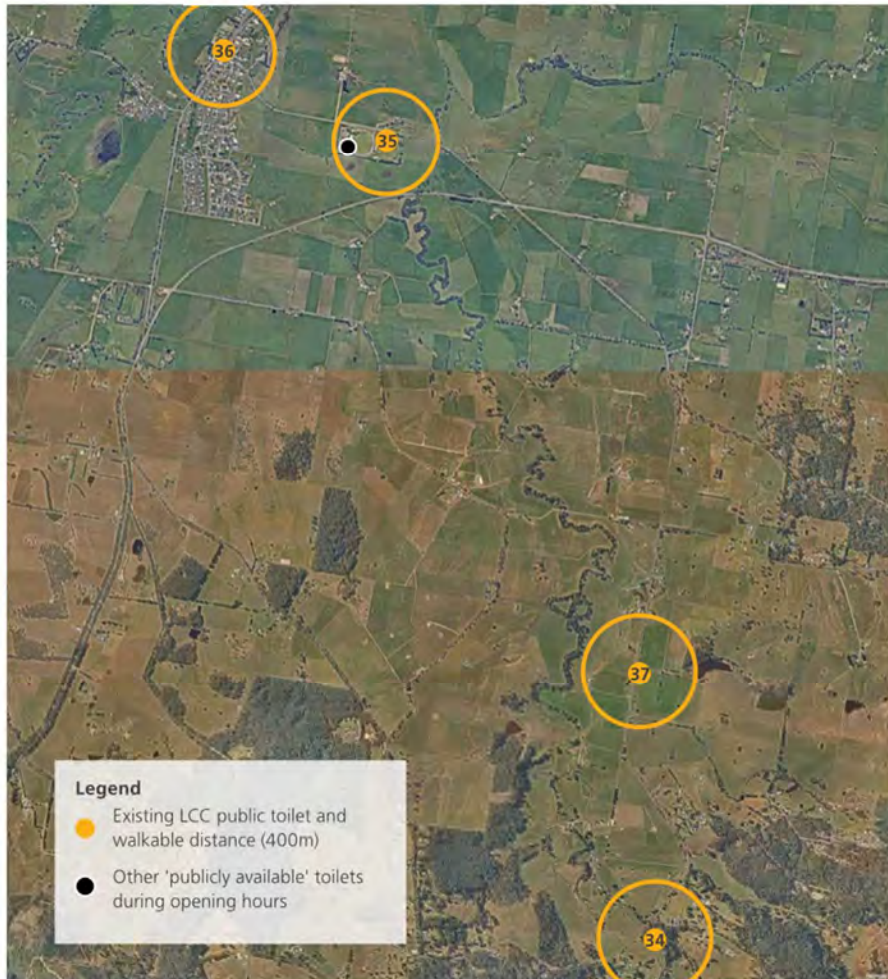 36
35
37
Legend
Existing LCC public toilet and
walkable distance (400m)
Other 'publicly available' toilets
during opening hours
34